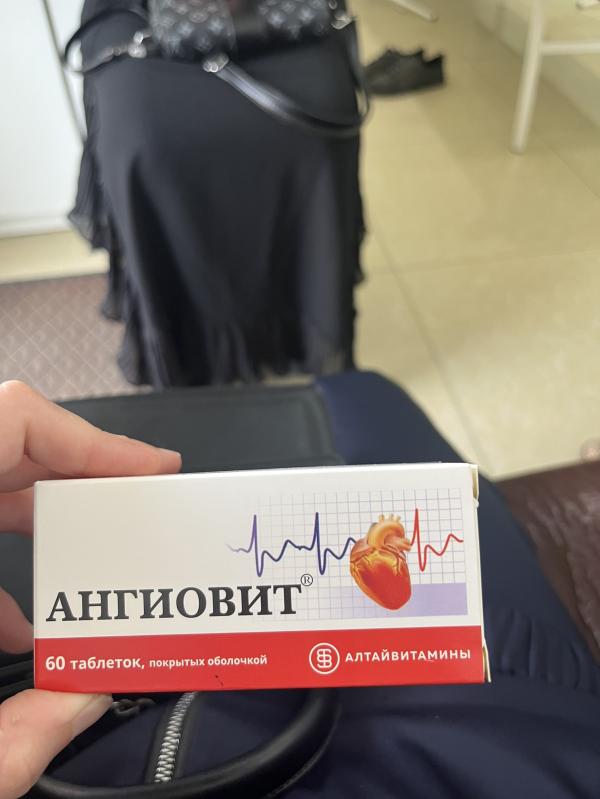 АНГИОВИТ®
60 таблеток, покрытых оболочкой
АЛТАЙВИТАМИНЫ